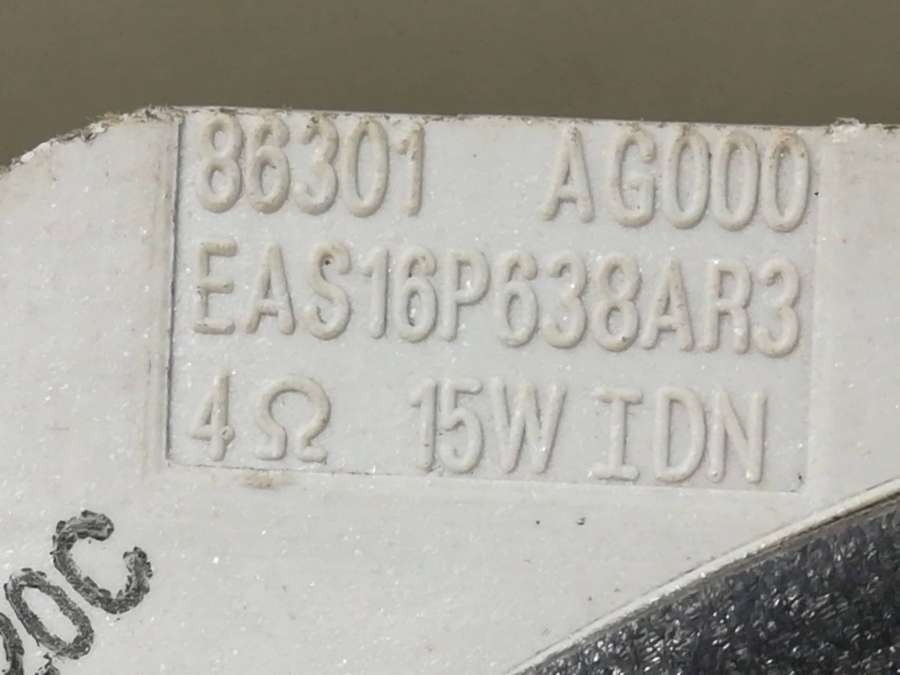 86301 AG000
EAS16P638AR3
4Ω 15W IDN